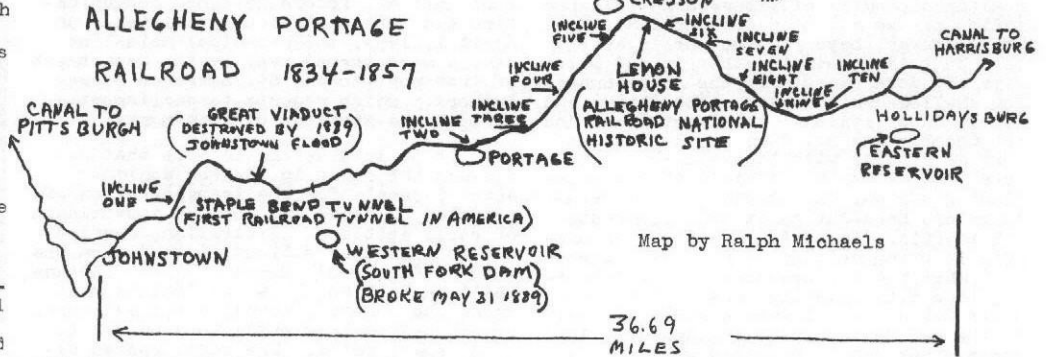 ALLEGHENY PORTAGE
RAILROAD 1834-1857
CRESSON
INCLINE
FIVE
INCLINE
SIX
INCLINE
SEVEN
CANAL TO
HARRISBURG
INCLINE
FOUR
LEMON
HOUSE
(ALLEGHENY PORTAGE
RAILROAD NATIONAL
HISTORIC SITE)
INCLINE
EIGHT
INCLINE
NINE
INCLINE
TEN
HOLLIDAYSBURG
EASTERN
RESERVOIR
CANAL TO
PITTSBURGH
(GREAT VIADUCT
DESTROYED BY 1889
JOHNSTOWN FLOOD)
INCLINE
TWO
INCLINE
THREE
PORTAGE
INCLINE
ONE
(STAPLE BEND TUNNEL
FIRST RAILROAD TUNNEL IN AMERICA)
JOHNSTOWN
WESTERN RESERVOIR
(SOUTH FORK DAM)
(BROKE MAY 31 1889)
Map by Ralph Michaels
36.69
MILES